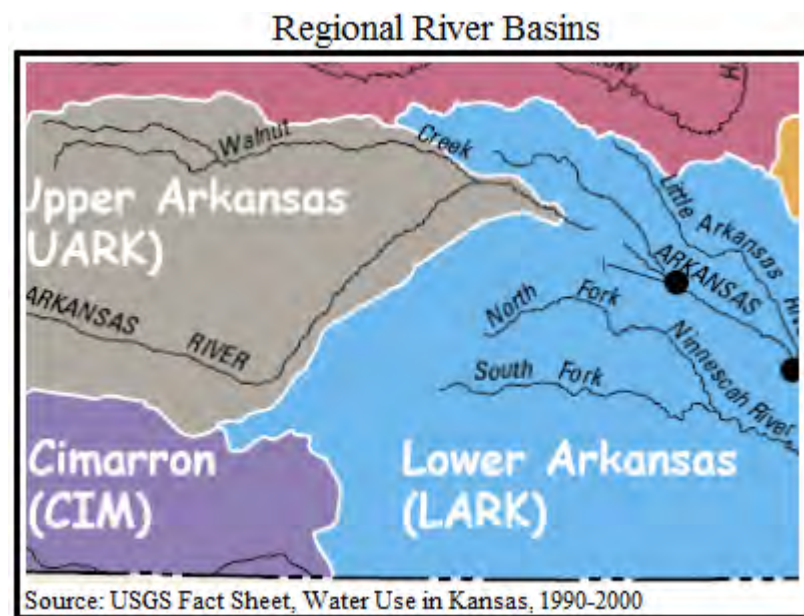 Regional River Basins
Walnut
Creek
Upper Arkansas
UARK)
Little Arkansas
ARKANSAS
ARKANSAS
RIVER
North Fork
Ninnescah River
South Fork
Cimarron
(CIM)
Lower Arkansas
(LARK)
Source: USGS Fact Sheet, Water Use in Kansas, 1990-2000